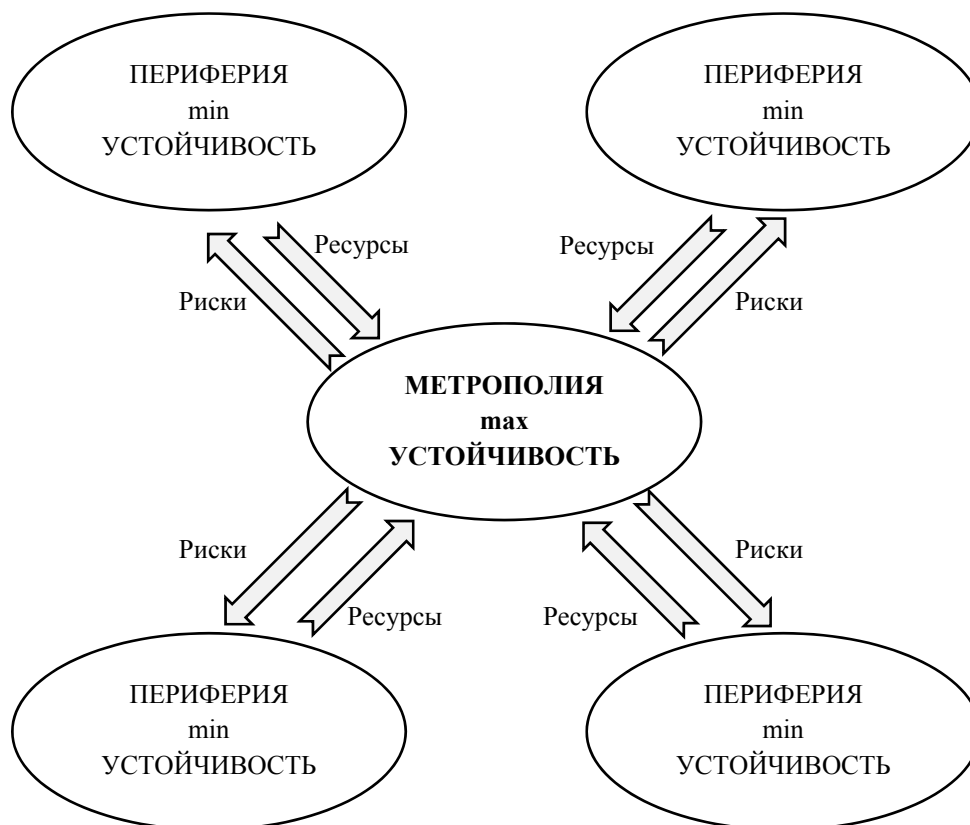 ПЕРИФЕРИЯ
min
УСТОЙЧИВОСТЬ
ПЕРИФЕРИЯ
min
УСТОЙЧИВОСТЬ
Ресурсы
Риски
Ресурсы
Риски
МЕТРОПОЛИЯ
max
УСТОЙЧИВОСТЬ
Риски
Ресурсы
Риски
Ресурсы
ПЕРИФЕРИЯ
min
УСТОЙЧИВОСТЬ
ПЕРИФЕРИЯ
min
УСТОЙЧИВОСТЬ